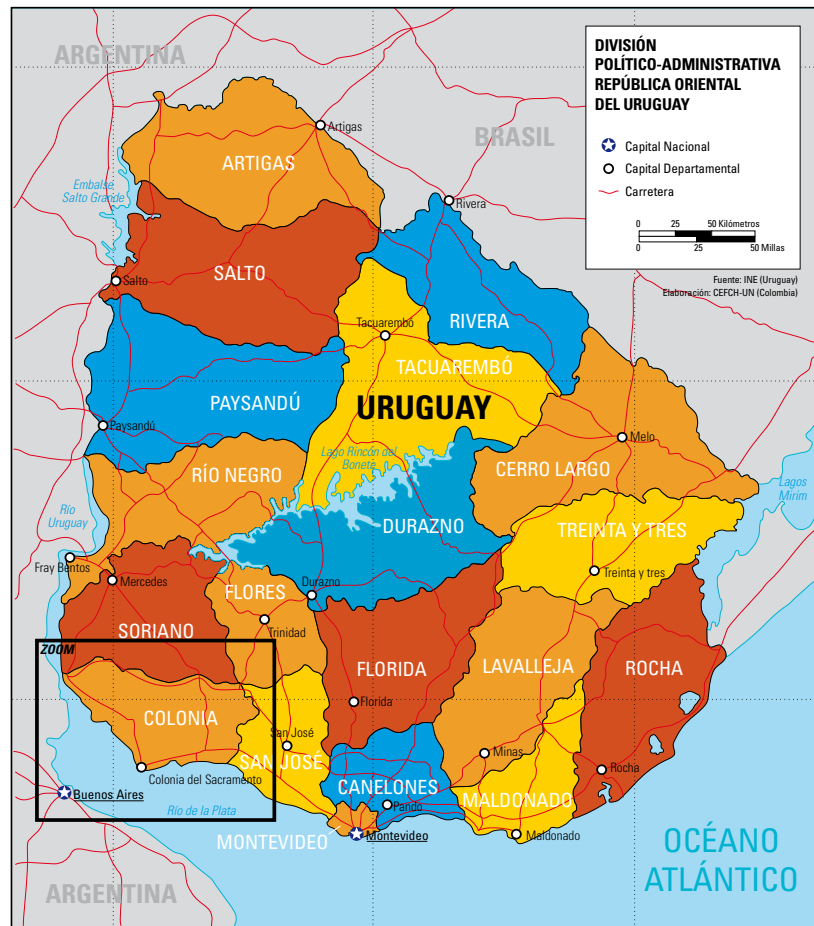 ARGENTINA
DIVISIÓN
POLÍTICO-ADMINISTRATIVA
REPÚBLICA ORIENTAL
DEL URUGUAY
Capital Nacional
Capital Departamental
Carretera
0 25 50 Kilómetros
0 25 50 Millas
Fuente: INE (Uruguay)
Elaboración: CEFCH-UN (Colombia)
BRASIL
Artigas
ARTIGAS
Embalse
Salto Grande
Rivera
SALTO
Salto
RIVERA
Tacuarembó
TACUAREMBÓ
PAYSANDÚ
URUGUAY
Paysandú
Melo
Lago Rincón del
Bonete
CERRO LARGO
RÍO NEGRO
Lagos
Mirim
Río
Uruguay
DURAZNO
TREINTA Y TRES
Fray Bentos
Mercedes
Treinta y tres
FLORES
Durazno
SORIANO
Trinidad
ZOOM
FLORIDA
LAVALLEJA
ROCHA
COLONIA
Florida
San José
SAN JOSÉ
Minas
Rocha
Colonia del Sacramento
CANELONES
Buenos Aires
Pando
MALDONADO
Río de la Plata
MONTEVIDEO
Montevideo
Maldonado
OCÉANO
ATLÁNTICO
ARGENTINA